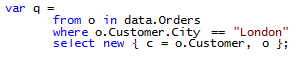 var q =
from o in data.Orders
where o.Customer.City == "London"
select new { c = o.Customer, o };